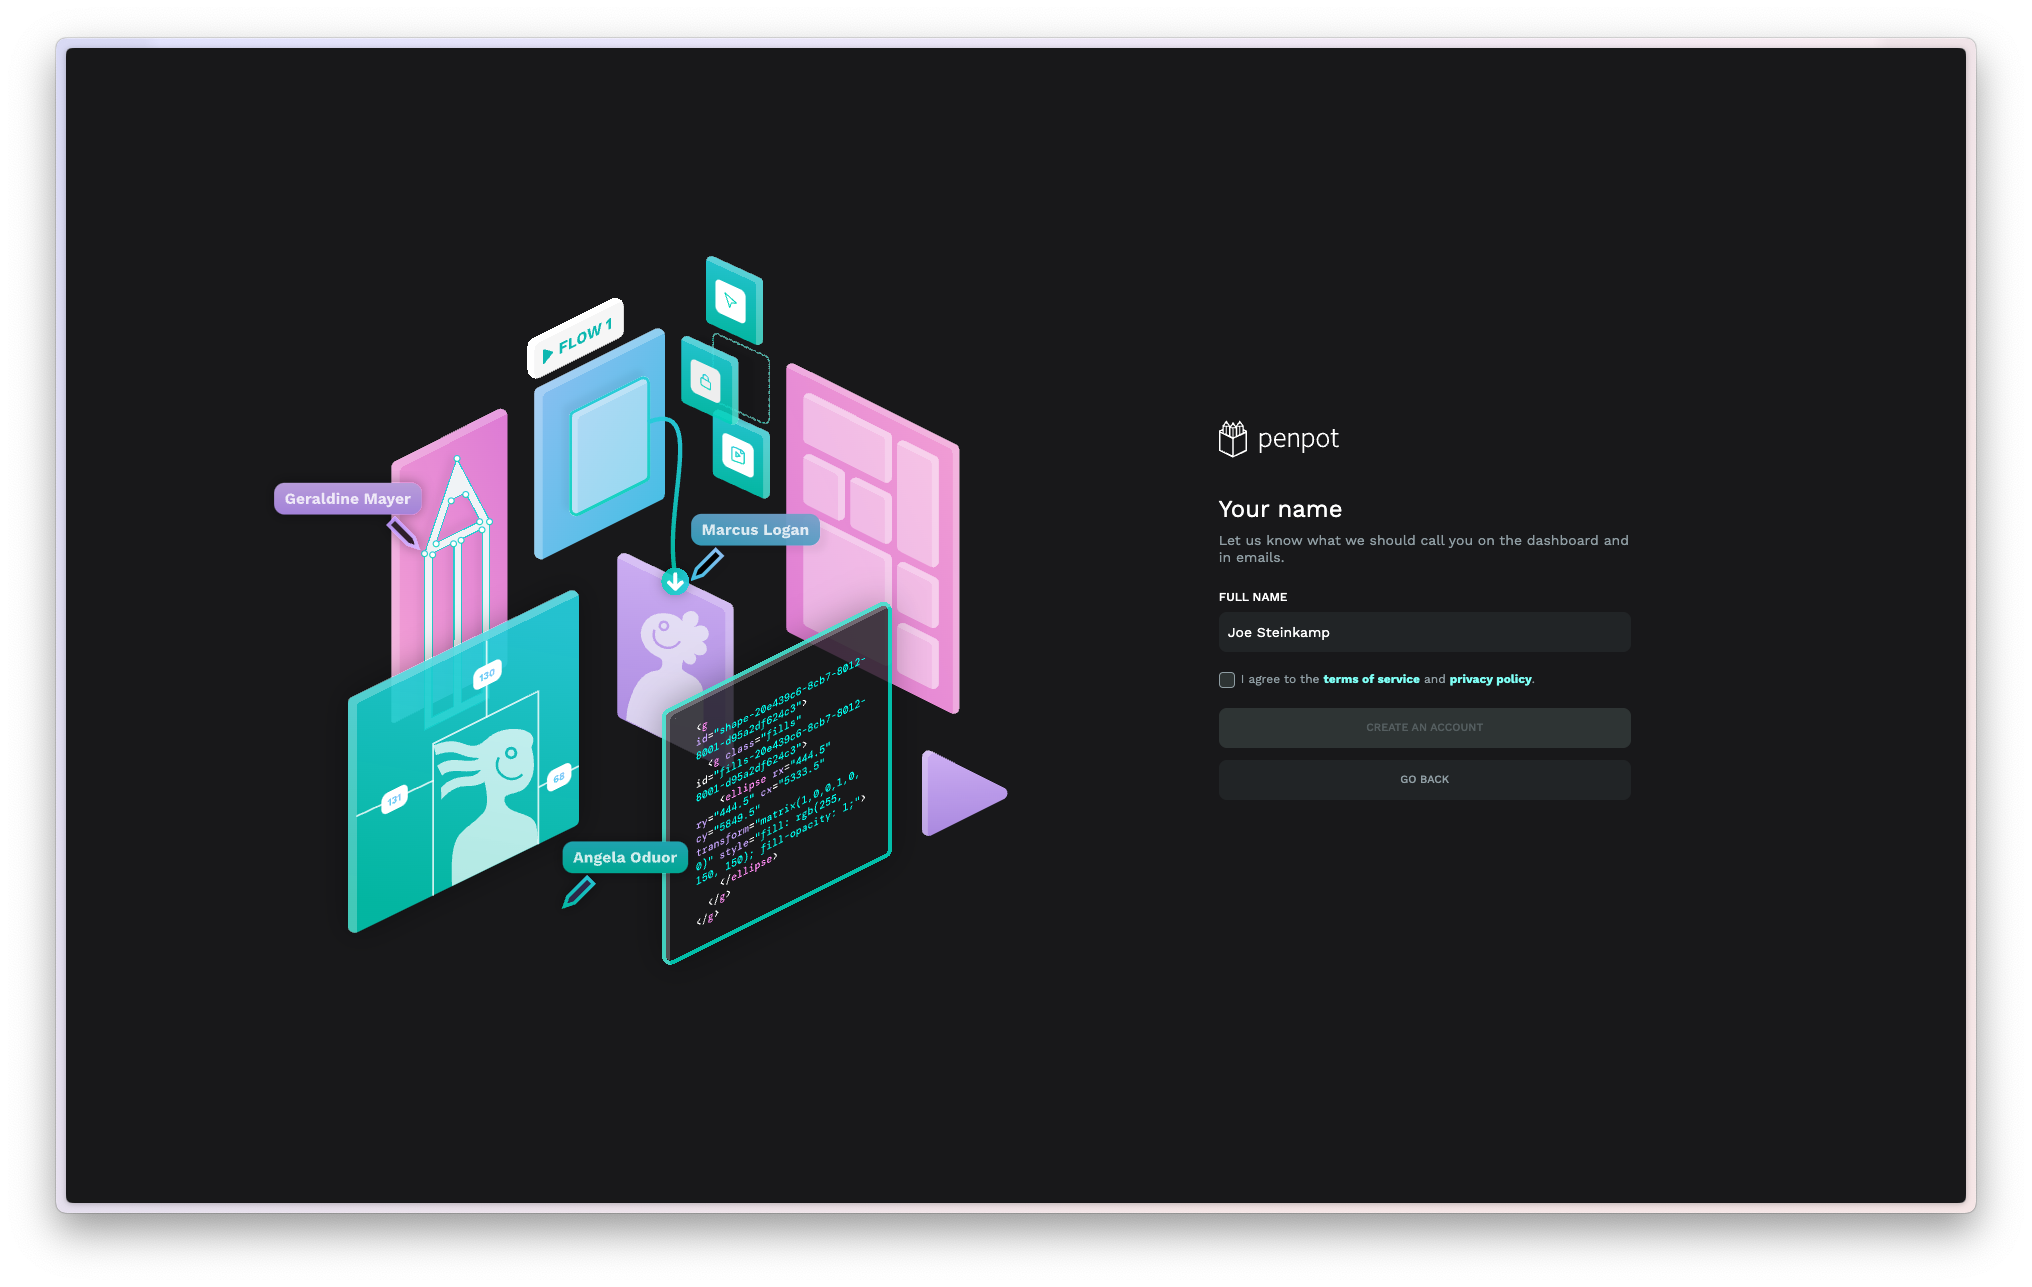 FLOW 1
Geraldine Mayer
Marcus Logan
130
131
68
Angela Oduor
<g
id="shape-20e439c6-8cb7-8012-
8001-d95a2df624c3">
<g class="fills"
id="fills-20e439c6-8cb7-8012-
8001-d95a2df624c3">
<ellipse rx="444.5"
ry="444.5" cx="5333.5"
cy="5849.5"
transform="matrix(1,0,0,1,0,
0)" style="fill: rgb(255,
150, 150); fill-opacity: 1;">
</ellipse>
</g>
</g>
penpot
Your name
Let us know what we should call you on the dashboard and
in emails.
FULL NAME
Joe Steinkamp
I agree to the terms of service and privacy policy.
CREATE AN ACCOUNT
GO BACK